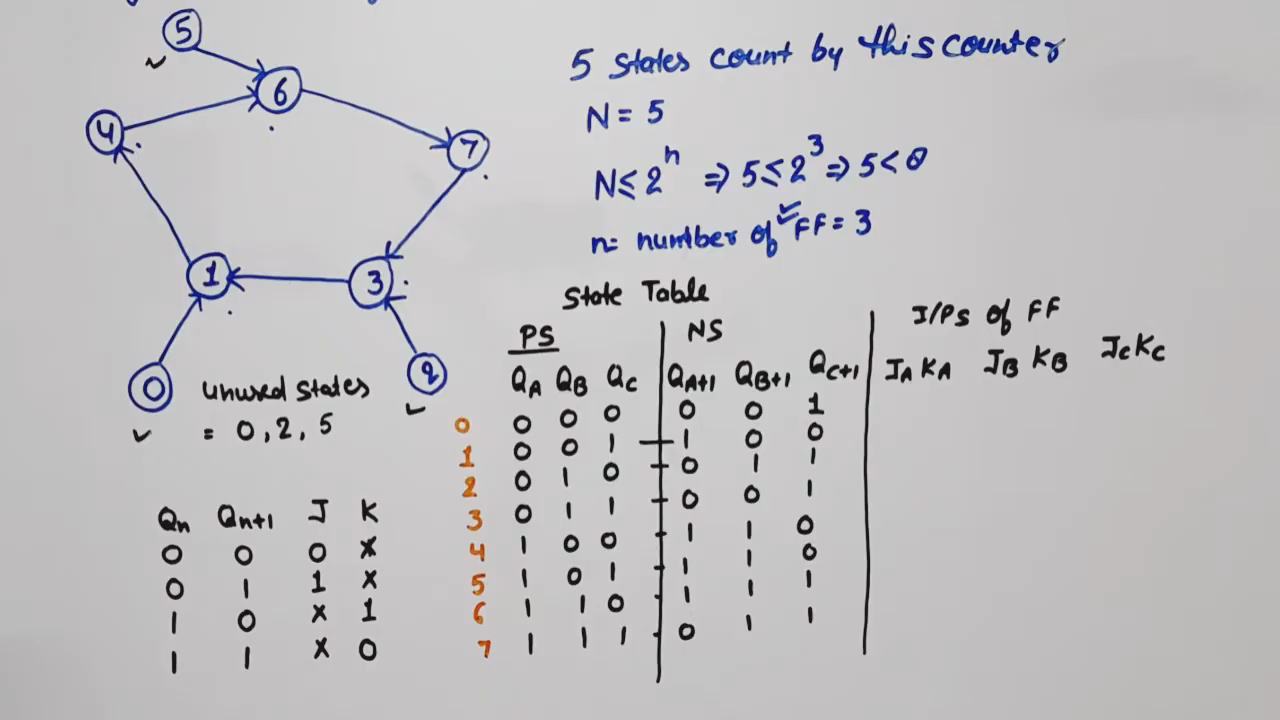 5
6
4
7
1
3
0
2
5 States count by this counter
N = 5
N ≤ 2^n ⇒ 5 ≤ 2^3 ⇒ 5 < 8
n = number of FF = 3
Unused States
= 0, 2, 5
State Table
PS NS I/PS of FF
QA QB QC QA+1 QB+1 QC+1 JA KA JB KB JC KC
0 0 0 0 0 0 1
1 0 0 1 1 0 0
2 0 1 0 0 1 1
3 0 1 1 0 0 1
4 1 0 0 1 1 0
5 1 0 1 1 1 0
6 1 1 0 1 1 1
7 1 1 1 0 1 1
Qn Qn+1 J K
0 0 0 x
0 1 1 x
1 0 x 1
1 1 x 0